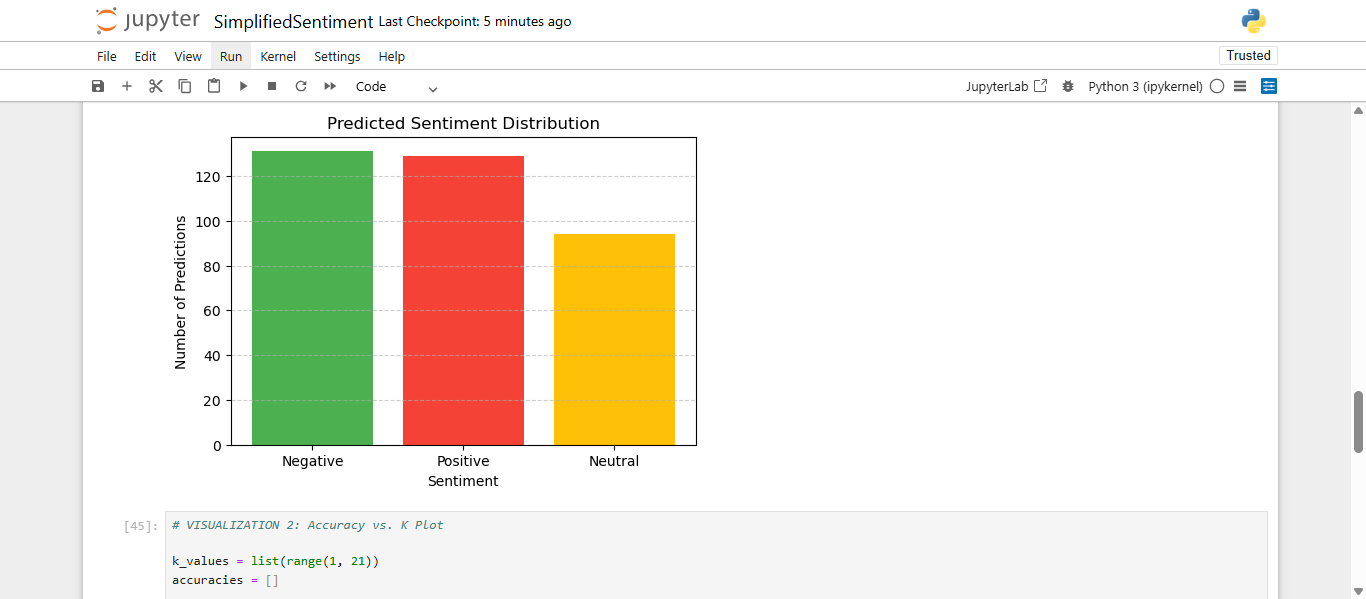 jupyter SimplifiedSentiment Last Checkpoint: 5 minutes ago
File Edit View Run Kernel Settings Help Trusted
Code JupyterLab Python 3 (ipykernel)
Predicted Sentiment Distribution
120
100
80
60
40
20
0
Number of Predictions
Negative Positive Neutral
Sentiment
[45]: # VISUALIZATION 2: Accuracy vs. K Plot
k_values = list(range(1, 21))
accuracies = []